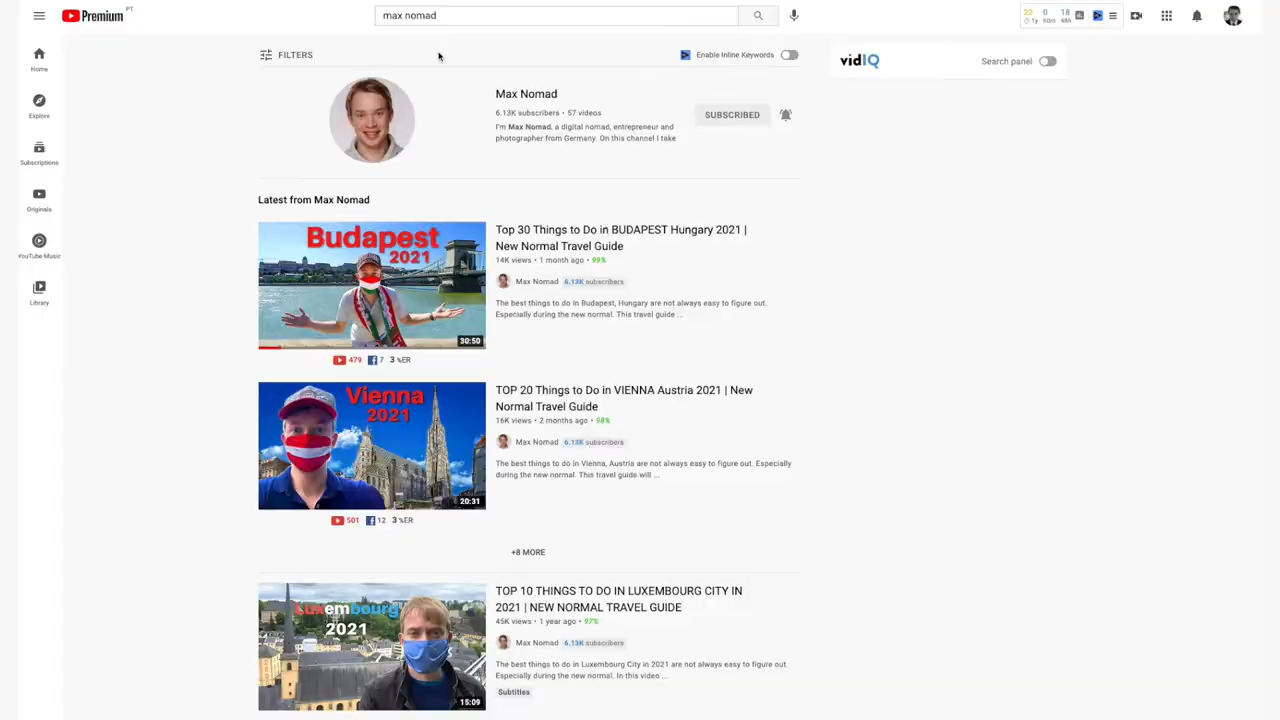 Premium PT
max nomad
22 0 18
1y 60m 48h
Home
Explore
Subscriptions
Originals
YouTube Music
Library
FILTERS
Enable Inline Keywords
vidIQ
Search panel
Max Nomad
6.13K subscribers • 57 videos
I'm Max Nomad, a digital nomad, entrepreneur and
photographer from Germany. On this channel I take
SUBSCRIBED
Latest from Max Nomad
Budapest
2021
30:50
479 7 3 %ER
Top 30 Things to Do in BUDAPEST Hungary 2021 |
New Normal Travel Guide
14K views • 1 month ago • 99%
Max Nomad 6.13K subscribers
The best things to do in Budapest, Hungary are not always easy to figure out.
Especially during the new normal. This travel guide ...
Vienna
2021
20:31
501 12 3 %ER
TOP 20 Things to Do in VIENNA Austria 2021 | New
Normal Travel Guide
16K views • 2 months ago • 98%
Max Nomad 6.13K subscribers
The best things to do in Vienna, Austria are not always easy to figure out. Especially
during the new normal. This travel guide will ...
+8 MORE
Luxembourg
2021
15:09
TOP 10 THINGS TO DO IN LUXEMBOURG CITY IN
2021 | NEW NORMAL TRAVEL GUIDE
45K views • 1 year ago • 97%
Max Nomad 6.13K subscribers
The best things to do in Luxembourg City in 2021 are not always easy to figure out.
Especially during the new normal. In this video ...
Subtitles